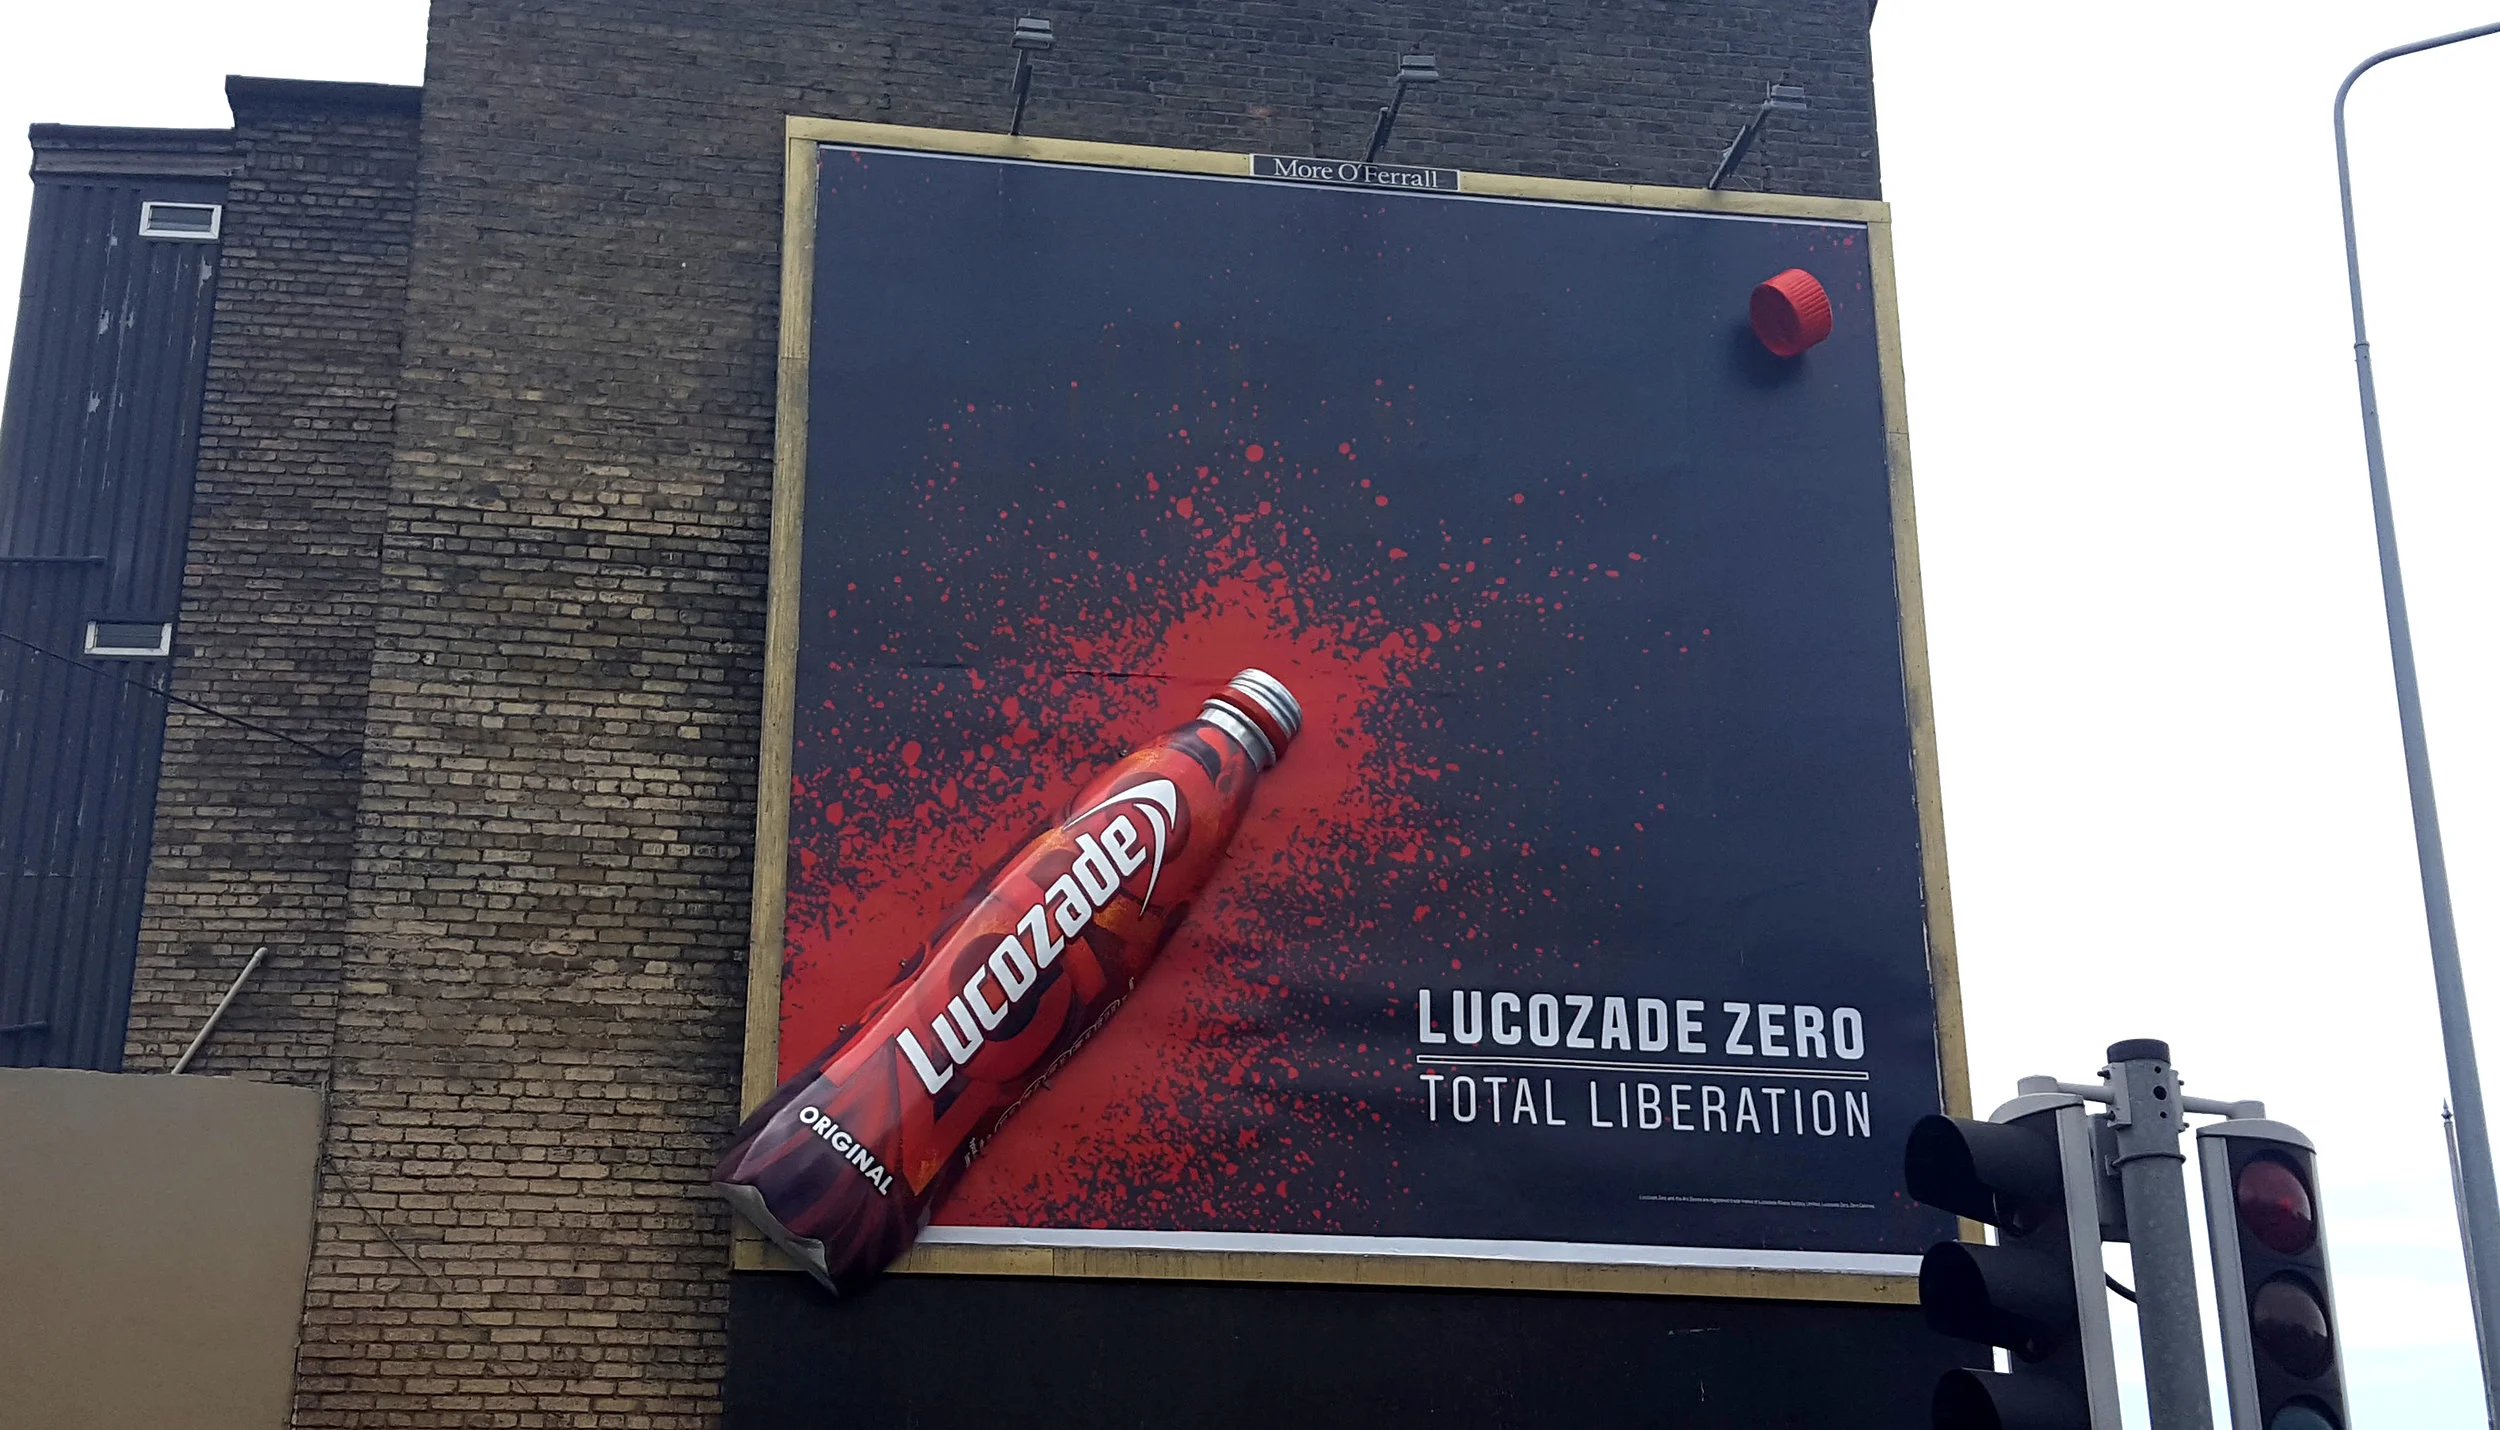 More O'Ferrall
Lucozade
ORIGINAL
LUCOZADE ZERO
TOTAL LIBERATION